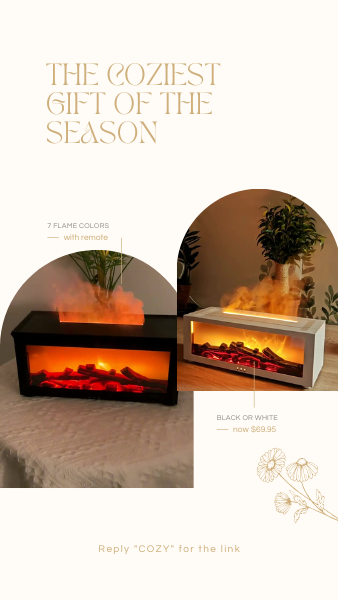 THE COZIEST
GIFT OF THE
SEASON
7 FLAME COLORS
with remote
BLACK OR WHITE
now $69.95
Reply "COZY" for the link